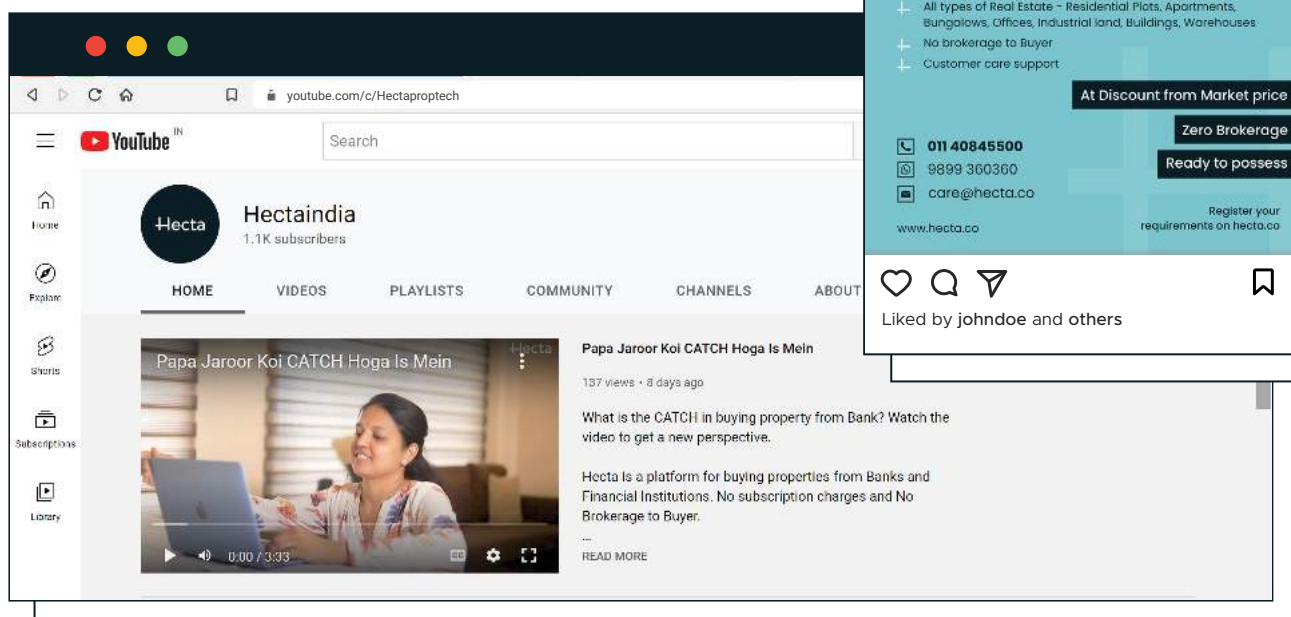 All types of Real Estate - Residential Plots, Apartments,
Bungalows, Offices, Industrial land, Buildings, Warehouses
No brokerage to Buyer
Customer care support
At Discount from Market price
Zero Brokerage
Ready to possess
011 40845500
9899 360360
care@hecta.co
www.hecta.co
Register your
requirements on hecta.co
Liked by johndoe and others
youtube.com/c/Hectaproptech
YouTube IN
Search
Home
Explore
Shorts
Subscriptions
Library
Hecta
Hectaindia
1.1K subscribers
HOME VIDEOS PLAYLISTS COMMUNITY CHANNELS ABOUT
Papa Jaroor Koi CATCH Hoga Is Mein
Hecta
0:00 / 3:33
CC
Papa Jaroor Koi CATCH Hoga Is Mein
137 views • 8 days ago
What is the CATCH in buying property from Bank? Watch the
video to get a new perspective.
Hecta Is a platform for buying properties from Banks and
Financial Institutions. No subscription charges and No
Brokerage to Buyer.
...
READ MORE